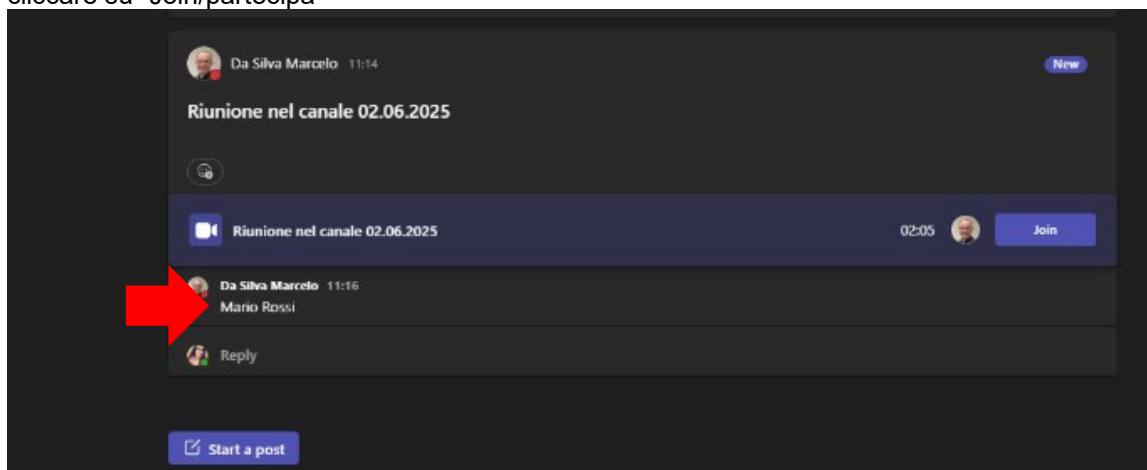 cliccare su "Join/partecipa"
Da Silva Marcelo 11:14
New
Riunione nel canale 02.06.2025
Riunione nel canale 02.06.2025 02:05 Join
Da Silva Marcelo 11:16
Mario Rossi
Reply
Start a post